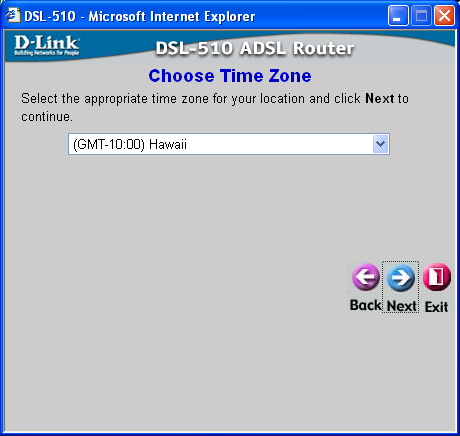 DSL-510 - Microsoft Internet Explorer
D-Link
Building Networks for People
DSL-510 ADSL Router
Choose Time Zone
Select the appropriate time zone for your location and click Next to
continue.
(GMT-10:00) Hawaii
Back Next Exit